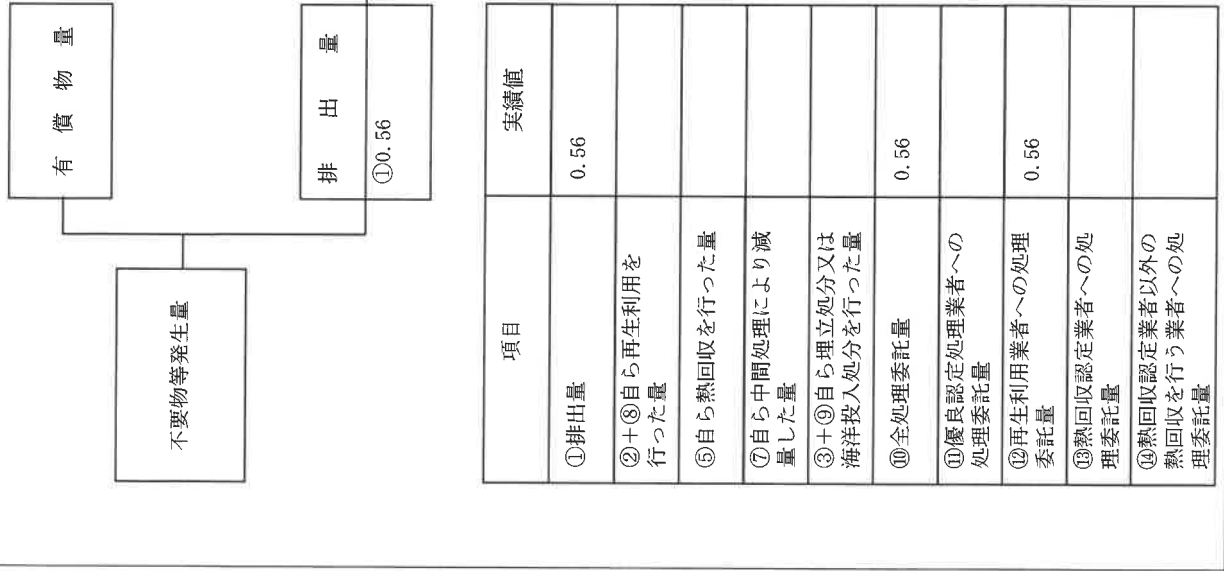 不要物等発生量
有償物量
排出量
①0.56
項目
実績値
①排出量
0.56
②+⑧自ら再生利用を
行った量
⑤自ら熱回収を行った量
⑦自ら中間処理により減
量した量
③+⑨自ら埋立処分又は
海洋投入処分を行った量
⑩全処理委託量
0.56
⑪優良認定処理業者への
処理委託量
⑫再生利用業者への処理
委託量
0.56
⑬熱回収認定業者への処
理委託量
⑭熱回収認定業者以外の
熱回収を行う業者への処
理委託量